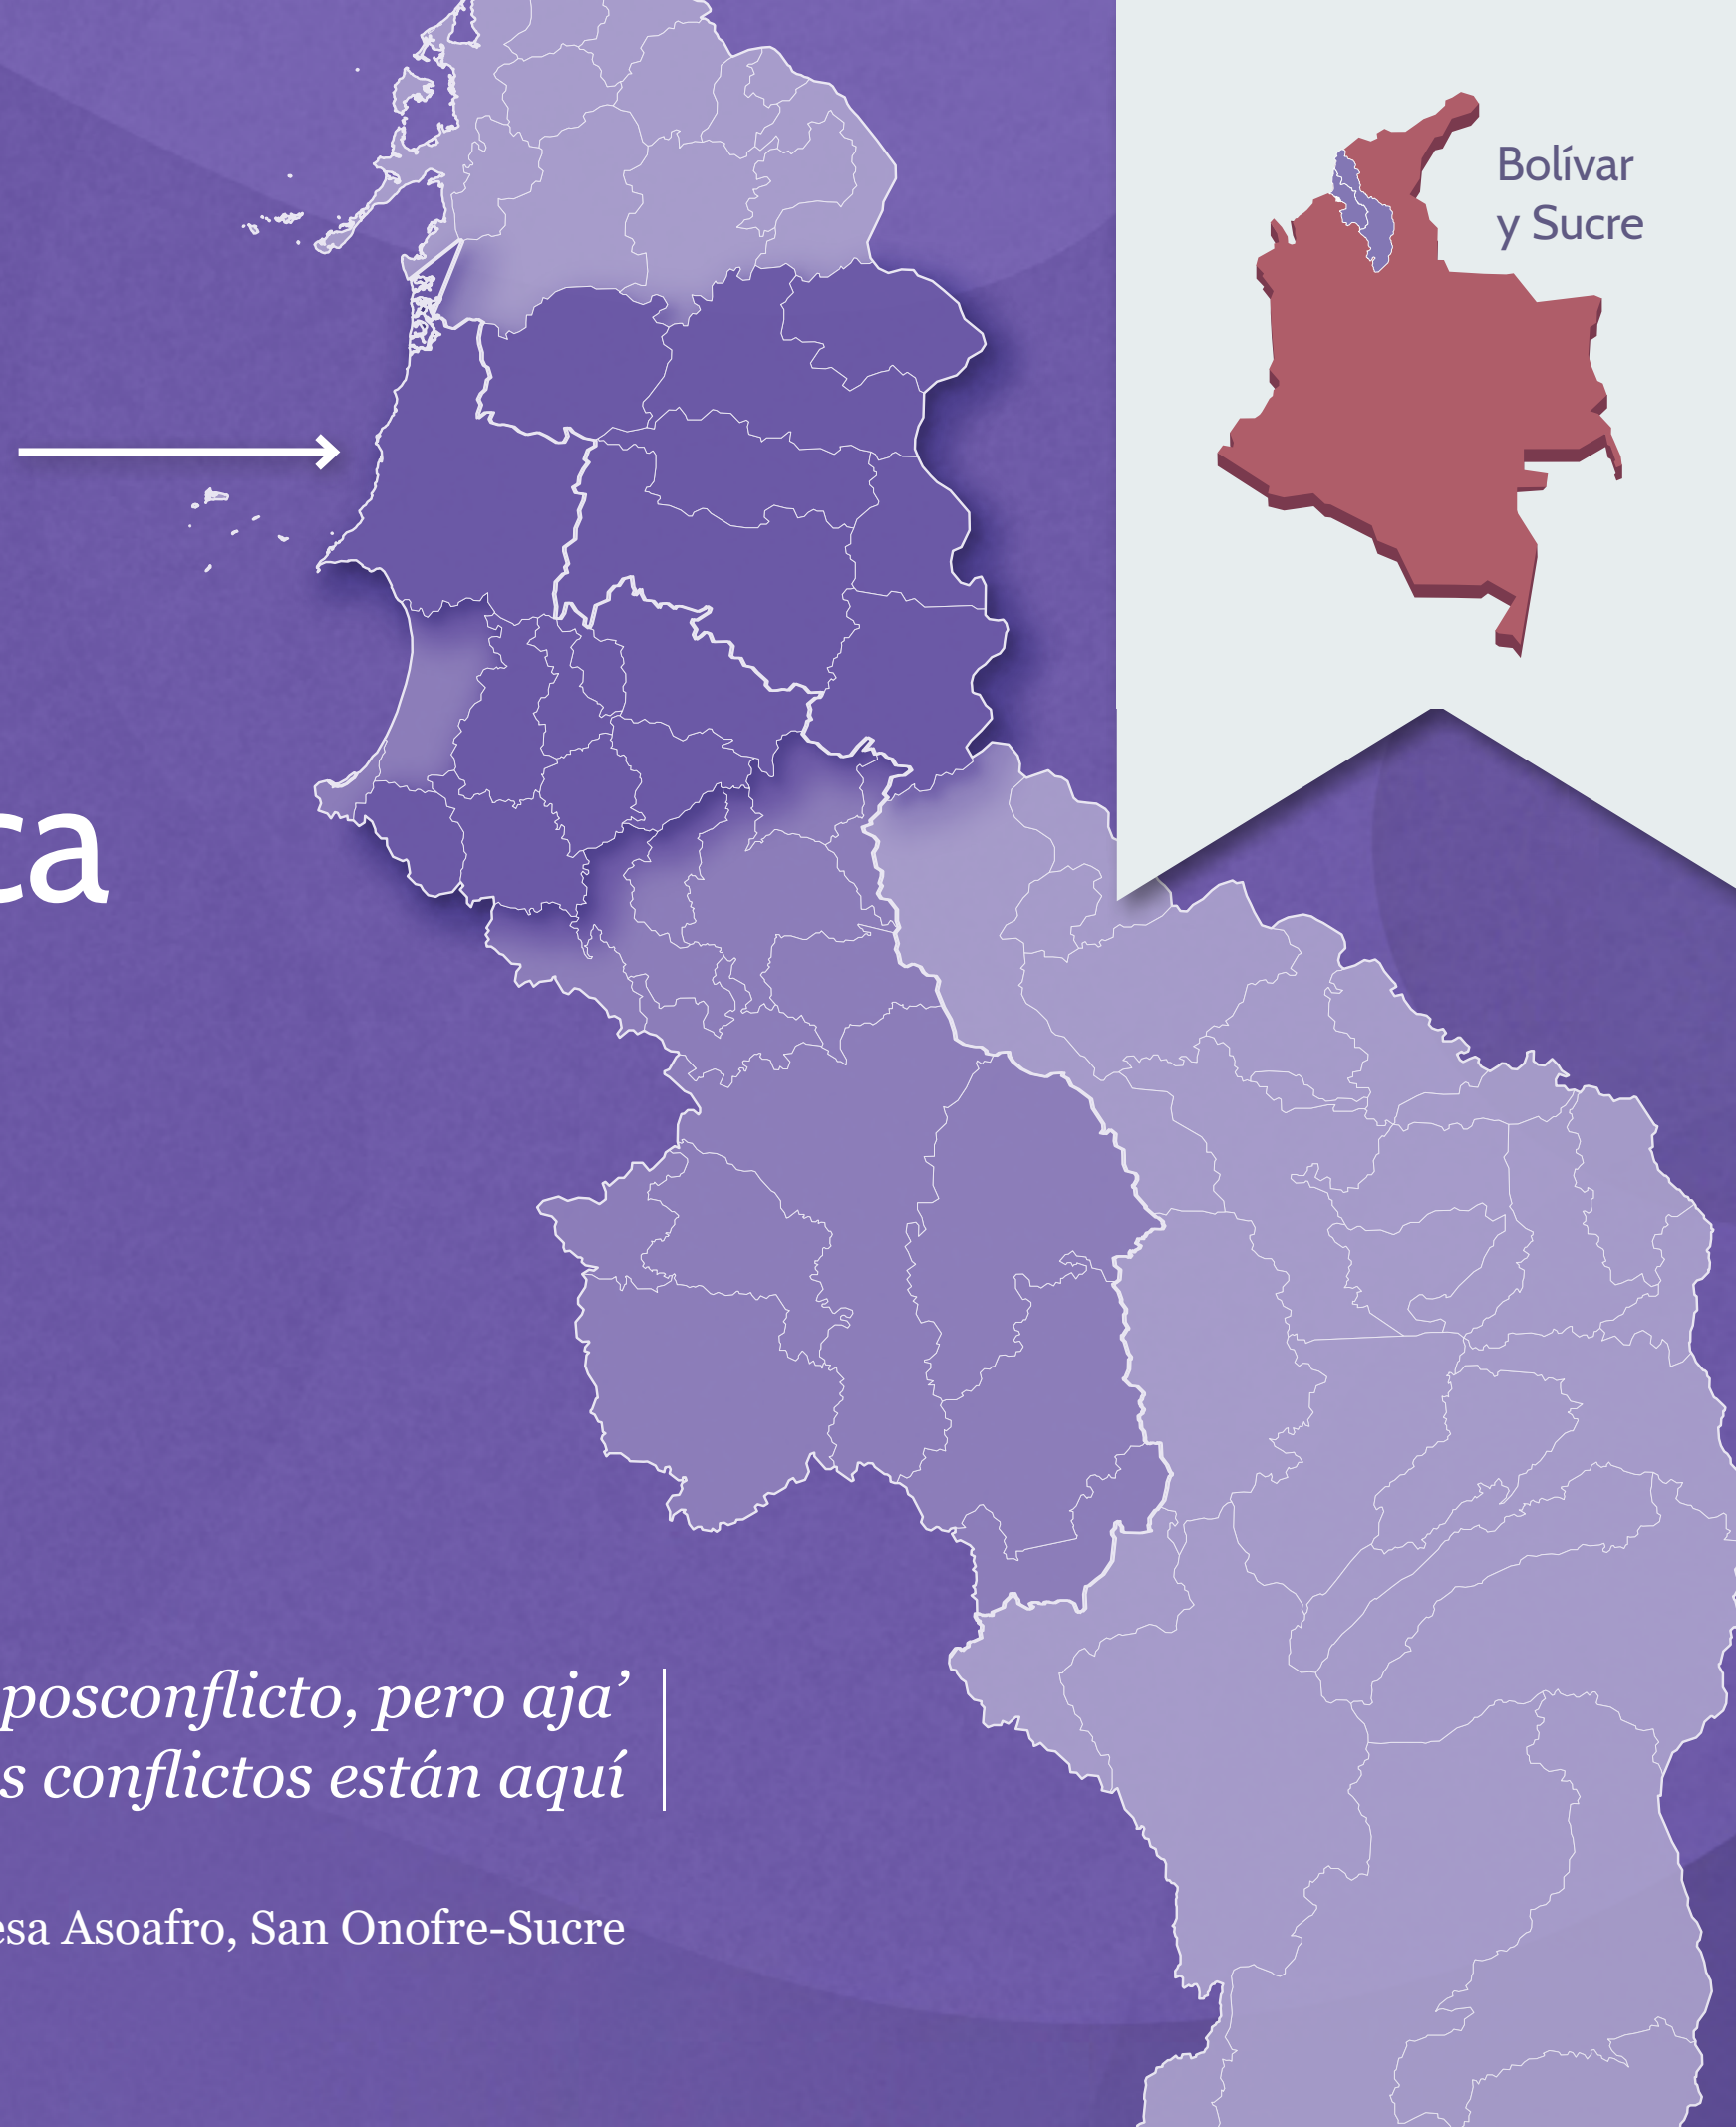 Bolívar
y Sucre
ca
posconflicto, pero aja’
s conflictos están aquí
esa Asoafro, San Onofre-Sucre